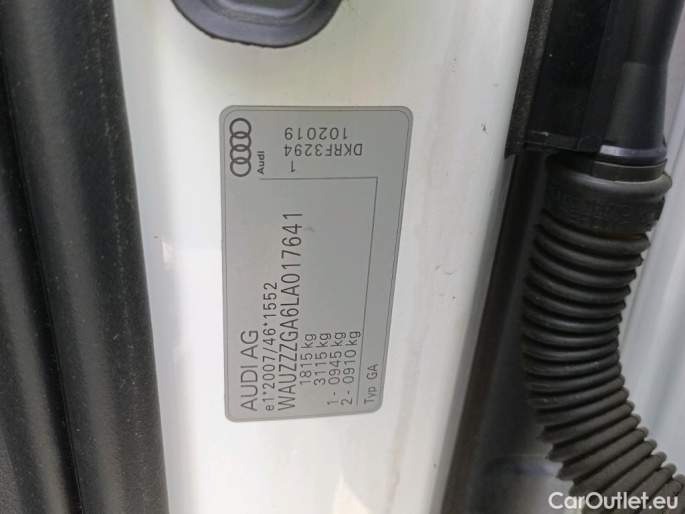 AUDI AG
e1*2007/46*1552
WAUZZZGA6LA017641
1815 kg
3115 kg
1- 0945 kg
2- 0910 kg
Typ GA
Audi
1
DKRF3294
102019
CarOutlet.eu